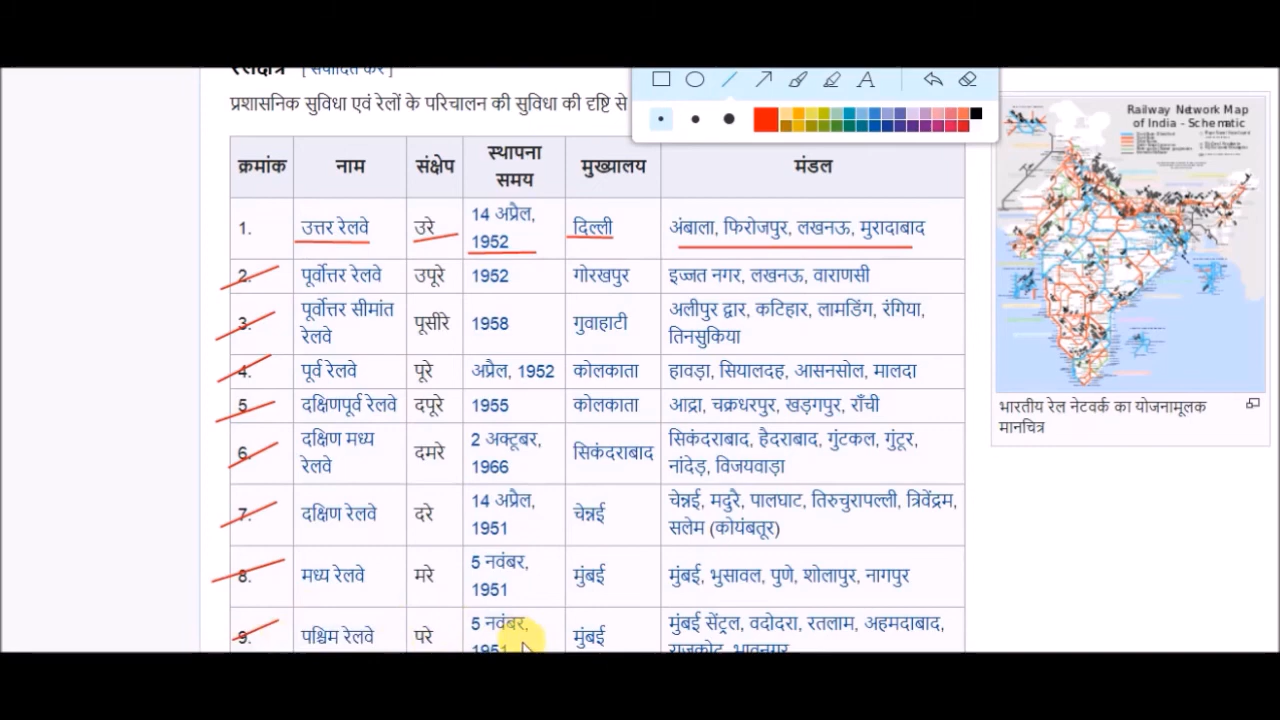 [ संपादित करें ]
प्रशासनिक सुविधा एवं रेलों के परिचालन की सुविधा की दृष्टि से
A
क्रमांक नाम संक्षेप स्थापना समय मुख्यालय मंडल
1. उत्तर रेलवे उरे 14 अप्रैल, 1952 दिल्ली अंबाला, फिरोजपुर, लखनऊ, मुरादाबाद
2. पूर्वोत्तर रेलवे उपूरे 1952 गोरखपुर इज्जत नगर, लखनऊ, वाराणसी
3. पूर्वोत्तर सीमांत रेलवे पूसीरे 1958 गुवाहाटी अलीपुर द्वार, कटिहार, लामडिंग, रंगिया, तिनसुकिया
4. पूर्व रेलवे पूरे अप्रैल, 1952 कोलकाता हावड़ा, सियालदह, आसनसोल, मालदा
5. दक्षिणपूर्व रेलवे दपूरे 1955 कोलकाता आद्रा, चक्रधरपुर, खड़गपुर, राँची
6. दक्षिण मध्य रेलवे दमरे 2 अक्टूबर, 1966 सिकंदराबाद सिकंदराबाद, हैदराबाद, गुंटकल, गुंटूर, नांदेड़, विजयवाड़ा
7. दक्षिण रेलवे दरे 14 अप्रैल, 1951 चेन्नई चेन्नई, मदुरै, पालघाट, तिरुचुरापल्ली, त्रिवेंद्रम, सलेम (कोयंबतूर)
8. मध्य रेलवे मरे 5 नवंबर, 1951 मुंबई मुंबई, भुसावल, पुणे, शोलापुर, नागपुर
9. पश्चिम रेलवे परे 5 नवंबर, 1951 मुंबई मुंबई सेंट्रल, वदोदरा, रतलाम, अहमदाबाद, राजकोट, भावनगर
Railway Network Map
of India - Schematic
भारतीय रेल नेटवर्क का योजनामूलक
मानचित्र